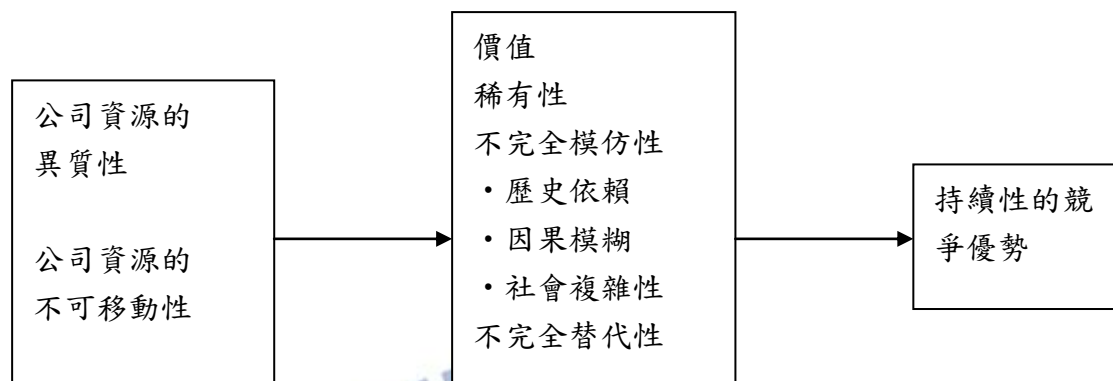 公司資源的
異質性
公司資源的
不可移動性
價值
稀有性
不完全模仿性
・歷史依賴
・因果模糊
・社會複雜性
不完全替代性
持續性的競
爭優勢